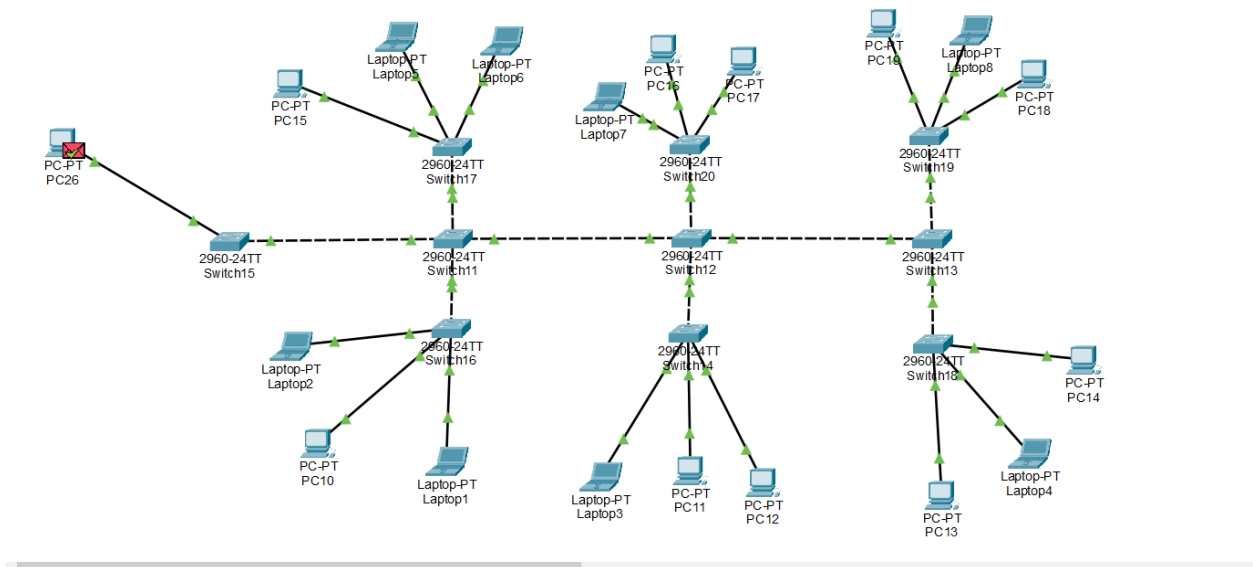 Laptop-PT
Laptop5
Laptop-PT
Laptop6
PC-PT
PC15
PC-PT
PC16
PC-PT
PC17
Laptop-PT
Laptop7
PC-PT
PC19
Laptop-PT
Laptop8
PC-PT
PC18
PC-PT
PC26
2960-24TT
Switch17
2960-24TT
Switch20
2960-24TT
Switch19
2960-24TT
Switch15
2960-24TT
Switch11
2960-24TT
Switch12
2960-24TT
Switch13
Laptop-PT
Laptop2
2960-24TT
Switch16
2960-24TT
Switch14
2960-24TT
Switch18
PC-PT
PC14
PC-PT
PC10
Laptop-PT
Laptop1
Laptop-PT
Laptop3
PC-PT
PC11
PC-PT
PC12
Laptop-PT
Laptop4
PC-PT
PC13